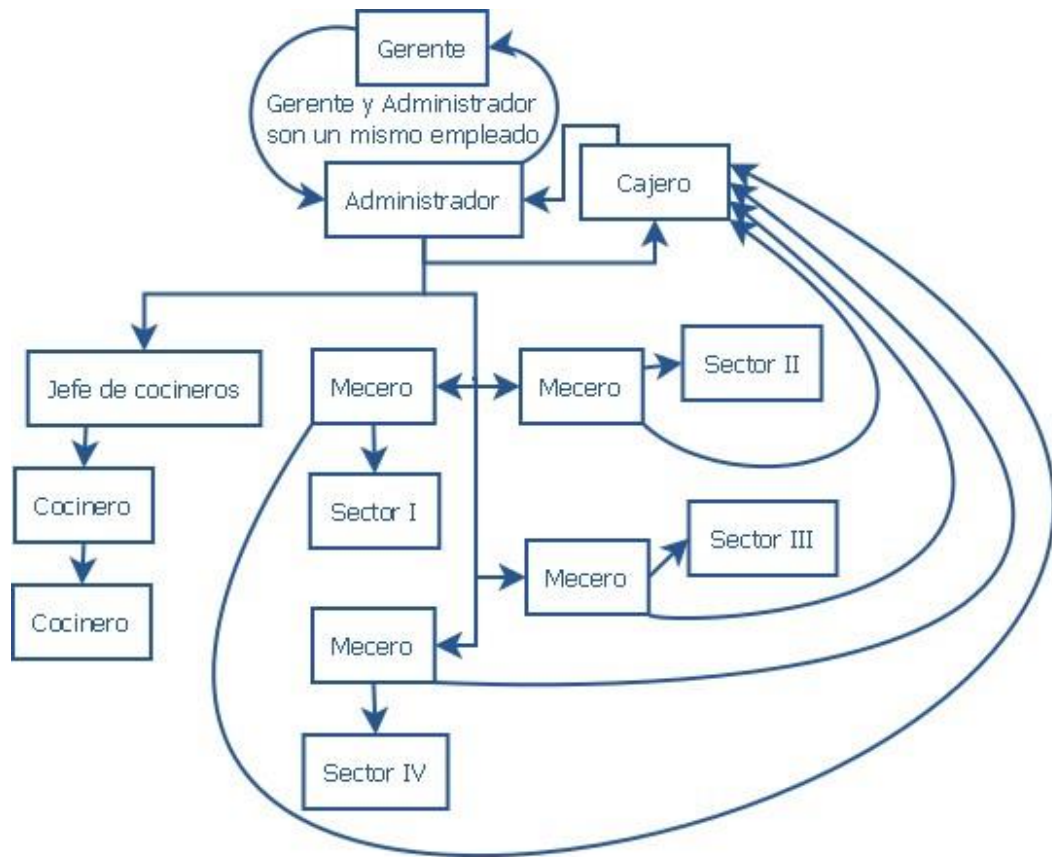 Gerente
Gerente y Administrador
son un mismo empleado
Administrador
Cajero
Jefe de cocineros
Mecero
Mecero
Sector II
Cocinero
Sector I
Sector III
Mecero
Cocinero
Mecero
Sector IV